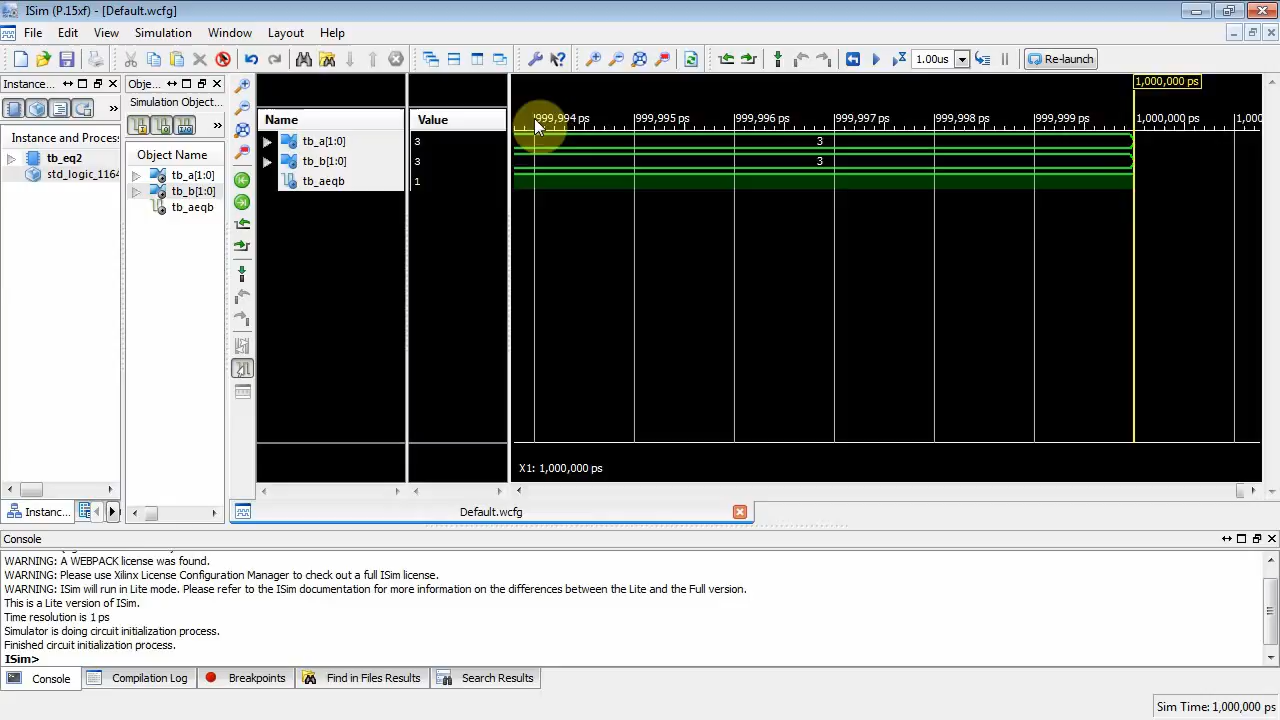 ISim (P.15xf) - [Default.wcfg]
File Edit View Simulation Window Layout Help
1.00us Re-launch
Instance... Obje...
Simulation Object...
Instance and Process
Object Name
tb_eq2
std_logic_1164
tb_a[1:0]
tb_b[1:0]
tb_aeqb
Name Value
tb_a[1:0] 3
tb_b[1:0] 3
tb_aeqb 1
1,000,000 ps
999,994 ps 999,995 ps 999,996 ps 999,997 ps 999,998 ps 999,999 ps 1,000,000 ps 1,000
3
3
X1: 1,000,000 ps
Instanc...
Default.wcfg
Console
WARNING: A WEBPACK license was found.
WARNING: Please use Xilinx License Configuration Manager to check out a full ISim license.
WARNING: ISim will run in Lite mode. Please refer to the ISim documentation for more information on the differences between the Lite and the Full version.
This is a Lite version of ISim.
Time resolution is 1 ps
Simulator is doing circuit initialization process.
Finished circuit initialization process.
ISim>
Console Compilation Log Breakpoints Find in Files Results Search Results
Sim Time: 1,000,000 ps